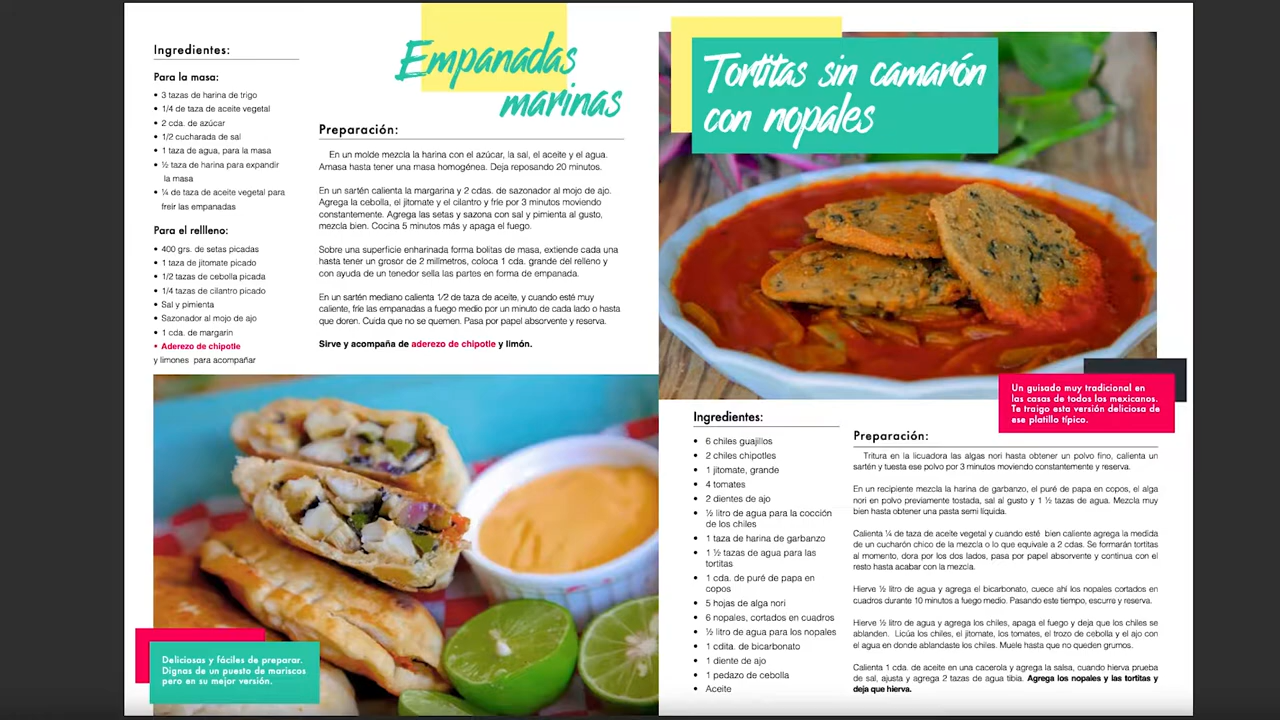 Empanadas
marinas
Ingredientes:
Para la masa:
• 3 tazas de harina de trigo
• 1/4 de taza de aceite vegetal
• 2 cda. de azúcar
• 1/2 cucharada de sal
• 1 taza de agua, para la masa
• ½ taza de harina para expandir
la masa
• ¼ de taza de aceite vegetal para
freir las empanadas
Para el rellleno:
• 400 grs. de setas picadas
• 1 taza de jitomate picado
• 1/2 tazas de cebolla picada
• 1/4 tazas de cilantro picado
• Sal y pimienta
• Sazonador al mojo de ajo
• 1 cda. de margarin
• Aderezo de chipotle
y limones para acompañar
Preparación:
En un molde mezcla la harina con el azúcar, la sal, el aceite y el agua.
Amasa hasta tener una masa homogénea. Deja reposando 20 minutos.
En un sartén calienta la margarina y 2 cdas. de sazonador al mojo de ajo.
Agrega la cebolla, el jitomate y el cilantro y fríe por 3 minutos moviendo
constantemente. Agrega las setas y sazona con sal y pimienta al gusto,
mezcla bien. Cocina 5 minutos más y apaga el fuego.
Sobre una superficie enharinada forma bolitas de masa, extiende cada una
hasta tener un grosor de 2 milímetros, coloca 1 cda. grande del relleno y
con ayuda de un tenedor sella las partes en forma de empanada.
En un sartén mediano calienta 1/2 de taza de aceite, y cuando esté muy
caliente, fríe las empanadas a fuego medio por un minuto de cada lado o hasta
que doren. Cuida que no se quemen. Pasa por papel absorvente y reserva.
Sirve y acompaña de aderezo de chipotle y limón.
Deliciosas y fáciles de preparar.
Dignas de un puesto de mariscos
pero en su mejor versión.
Tortitas sin camarón
con nopales
Un guisado muy tradicional en
las casas de todos los mexicanos.
Te traigo esta versión deliciosa de
ese platillo típico.
Ingredientes:
• 6 chiles guajillos
• 2 chiles chipotles
• 1 jitomate, grande
• 4 tomates
• 2 dientes de ajo
• ½ litro de agua para la cocción
de los chiles
• 1 taza de harina de garbanzo
• 1 ½ tazas de agua para las
tortitas
• 1 cda. de puré de papa en
copos
• 5 hojas de alga nori
• 6 nopales, cortados en cuadros
• ½ litro de agua para los nopales
• 1 cdita. de bicarbonato
• 1 diente de ajo
• 1 pedazo de cebolla
• Aceite
Preparación:
Tritura en la licuadora las algas nori hasta obtener un polvo fino, calienta un
sartén y tuesta ese polvo por 3 minutos moviendo constantemente y reserva.
En un recipiente mezcla la harina de garbanzo, el puré de papa en copos, el alga
nori en polvo previamente tostada, sal al gusto y 1 ½ tazas de agua. Mezcla muy
bien hasta obtener una pasta semi líquida.
Calienta ¼ de taza de aceite vegetal y cuando esté bien caliente agrega la medida
de un cucharón chico de la mezcla o lo que equivale a 2 cdas. Se formarán tortitas
al momento, dora por los dos lados, pasa por papel absorvente y continua con el
resto hasta acabar con la mezcla.
Hierve ½ litro de agua y agrega el bicarbonato, cuece ahí los nopales cortados en
cuadros durante 10 minutos a fuego medio. Pasando este tiempo, escurre y reserva.
Hierve ½ litro de agua y agrega los chiles, apaga el fuego y deja que los chiles se
ablanden. Licúa los chiles, el jitomate, los tomates, el trozo de cebolla y el ajo con
el agua en donde ablandaste los chiles. Muele hasta que no queden grumos.
Calienta 1 cda. de aceite en una cacerola y agrega la salsa, cuando hierva prueba
de sal, ajusta y agrega 2 tazas de agua tibia. Agrega los nopales y las tortitas y
deja que hierva.